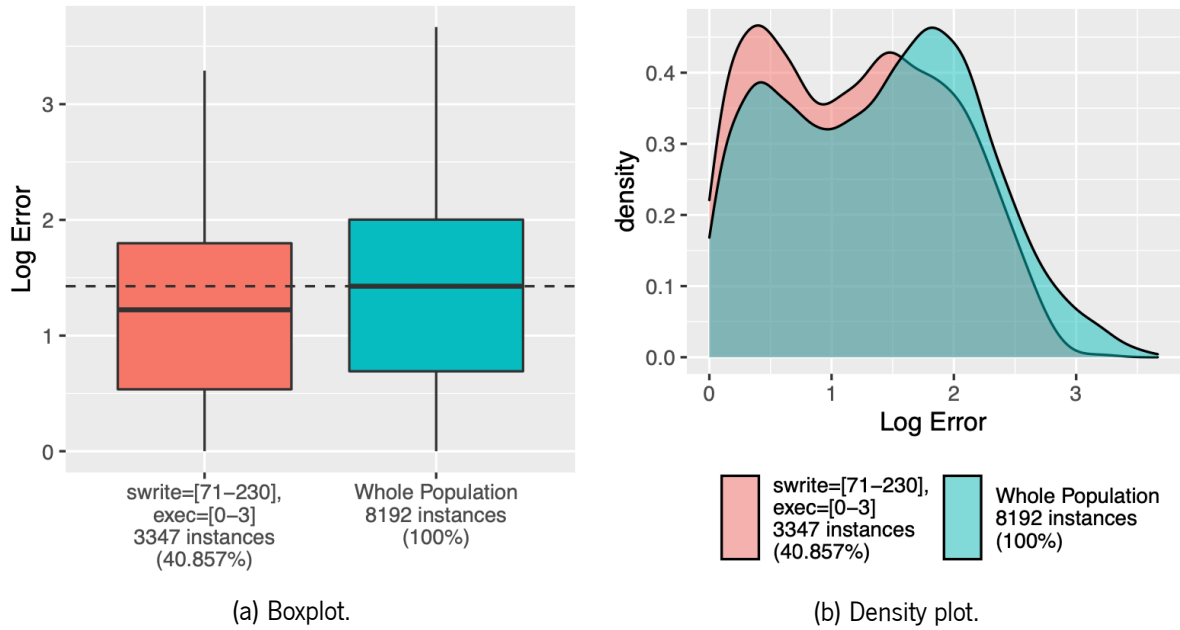 Log Error
3
2
1
0
swrite=[71−230],
exec=[0−3]
3347 instances
(40.857%)
Whole Population
8192 instances
(100%)
(a) Boxplot.
density
0.4
0.3
0.2
0.1
0.0
0 1 2 3
Log Error
swrite=[71−230],
exec=[0−3]
3347 instances
(40.857%)
Whole Population
8192 instances
(100%)
(b) Density plot.